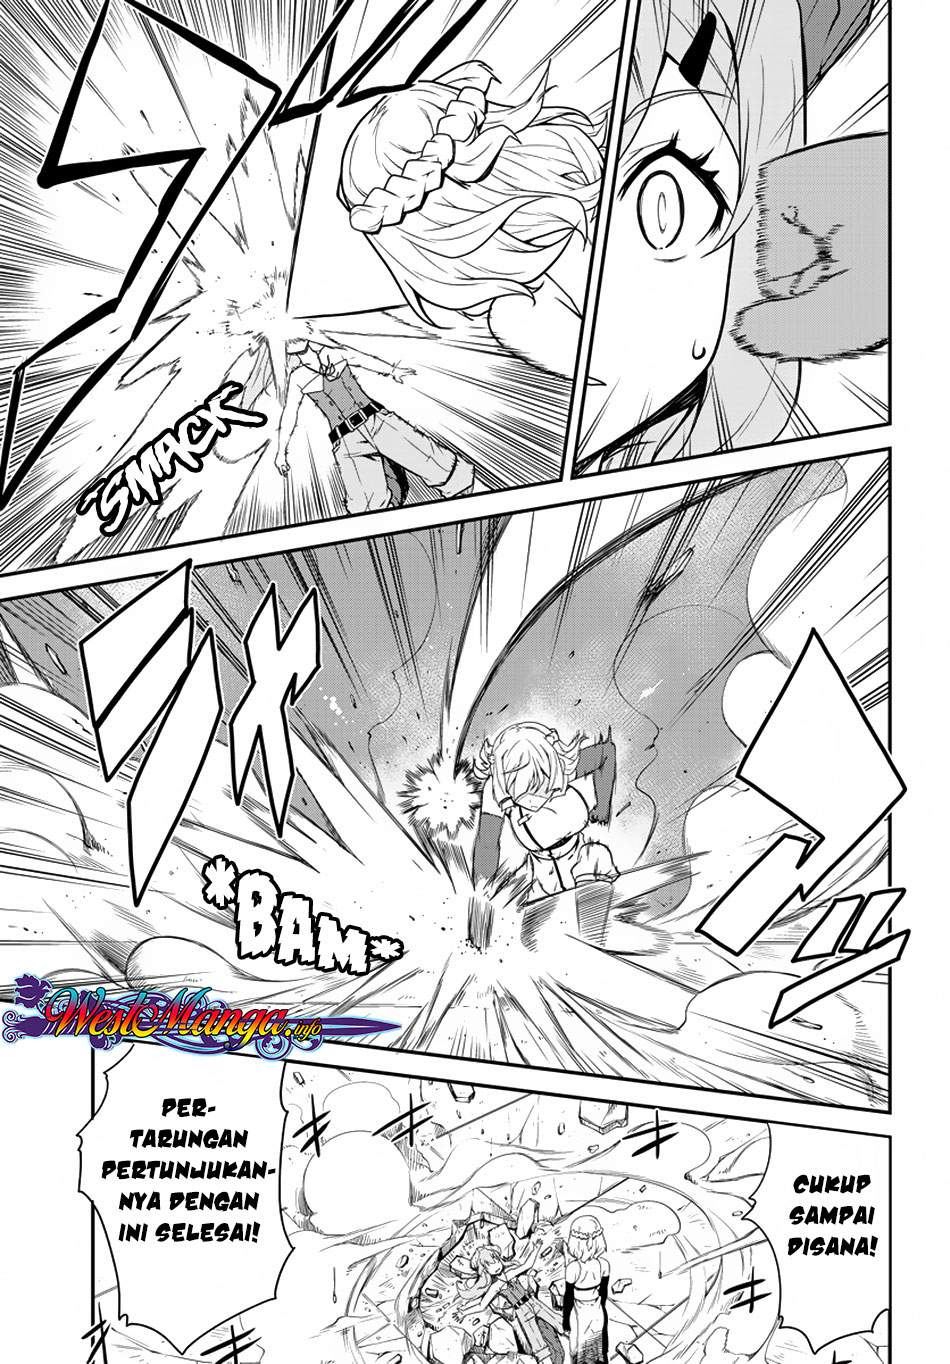 SMACK
*BAM*
WestManga.info
CUKUP
SAMPAI
DISANA!
PER-
TARUNGAN
PERTUNJUKAN-
NYA DENGAN
INI SELESAI!